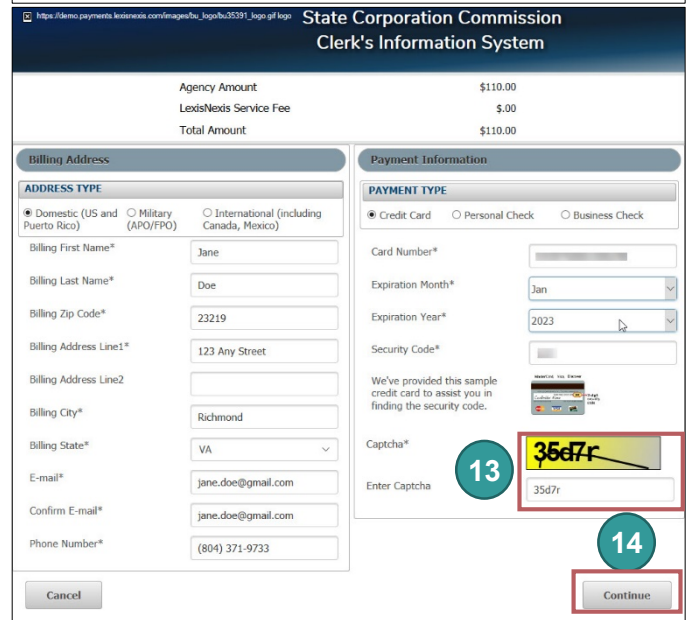 https://demo.payments.lexisnexis.com/images/bu_logo/bu35391_logo.gif logo
State Corporation Commission
Clerk's Information System
Agency Amount $110.00
LexisNexis Service Fee $.00
Total Amount $110.00
Billing Address
ADDRESS TYPE
Domestic (US and Puerto Rico)
Military (APO/FPO)
International (including Canada, Mexico)
Billing First Name* Jane
Billing Last Name* Doe
Billing Zip Code* 23219
Billing Address Line1* 123 Any Street
Billing Address Line2
Billing City* Richmond
Billing State* VA
E-mail* jane.doe@gmail.com
Confirm E-mail* jane.doe@gmail.com
Phone Number* (804) 371-9733
Payment Information
PAYMENT TYPE
Credit Card Personal Check Business Check
Card Number*
Expiration Month* Jan
Expiration Year* 2023
Security Code*
We've provided this sample
credit card to assist you in
finding the security code.
Captcha* 35d7r
13
Enter Captcha 35d7r
14
Cancel
Continue